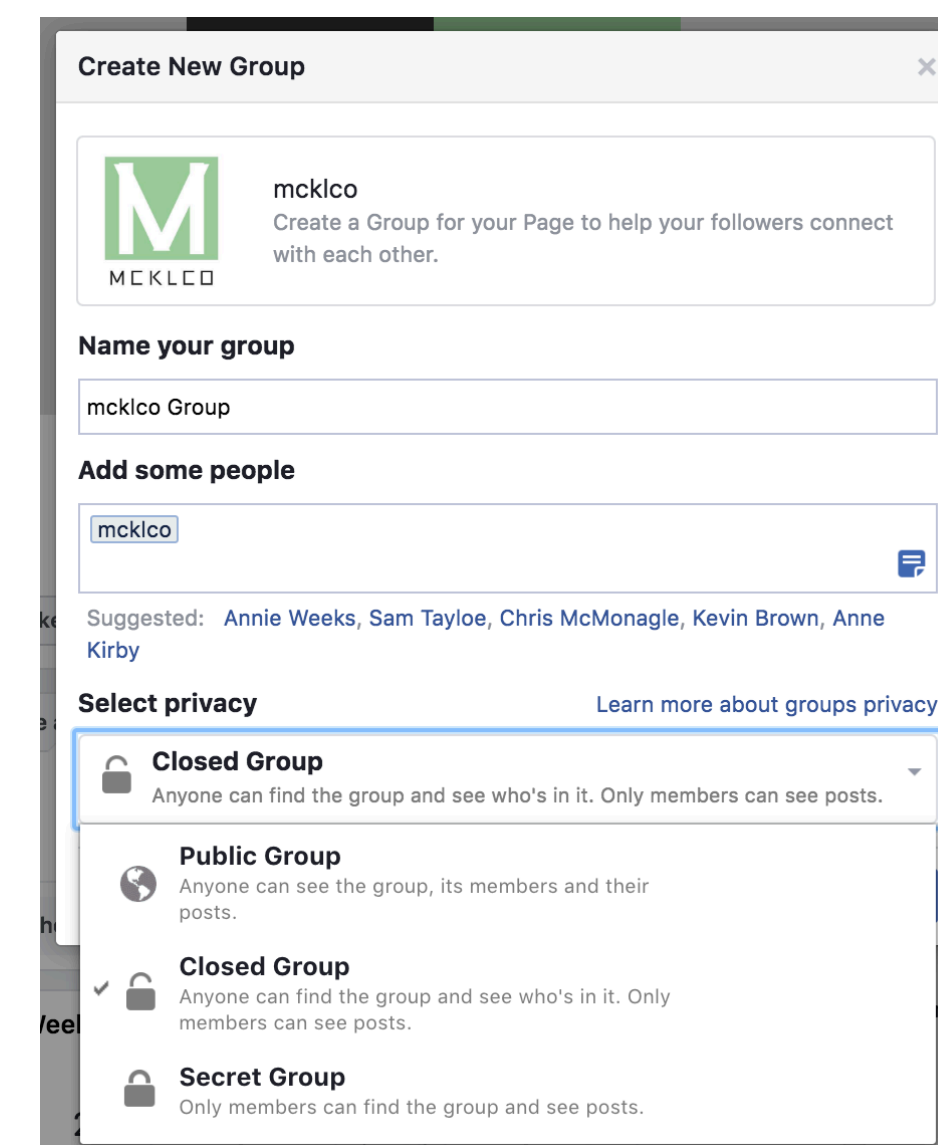 Create New Group
×
M
MCKLCO
mcklco
Create a Group for your Page to help your followers connect
with each other.
Name your group
mcklco Group
Add some people
mcklco
Suggested: Annie Weeks, Sam Tayloe, Chris McMonagle, Kevin Brown, Anne
Kirby
Select privacy
Learn more about groups privacy
Closed Group
Anyone can find the group and see who's in it. Only members can see posts.
Public Group
Anyone can see the group, its members and their
posts.
Closed Group
Anyone can find the group and see who's in it. Only
members can see posts.
Secret Group
Only members can find the group and see posts.